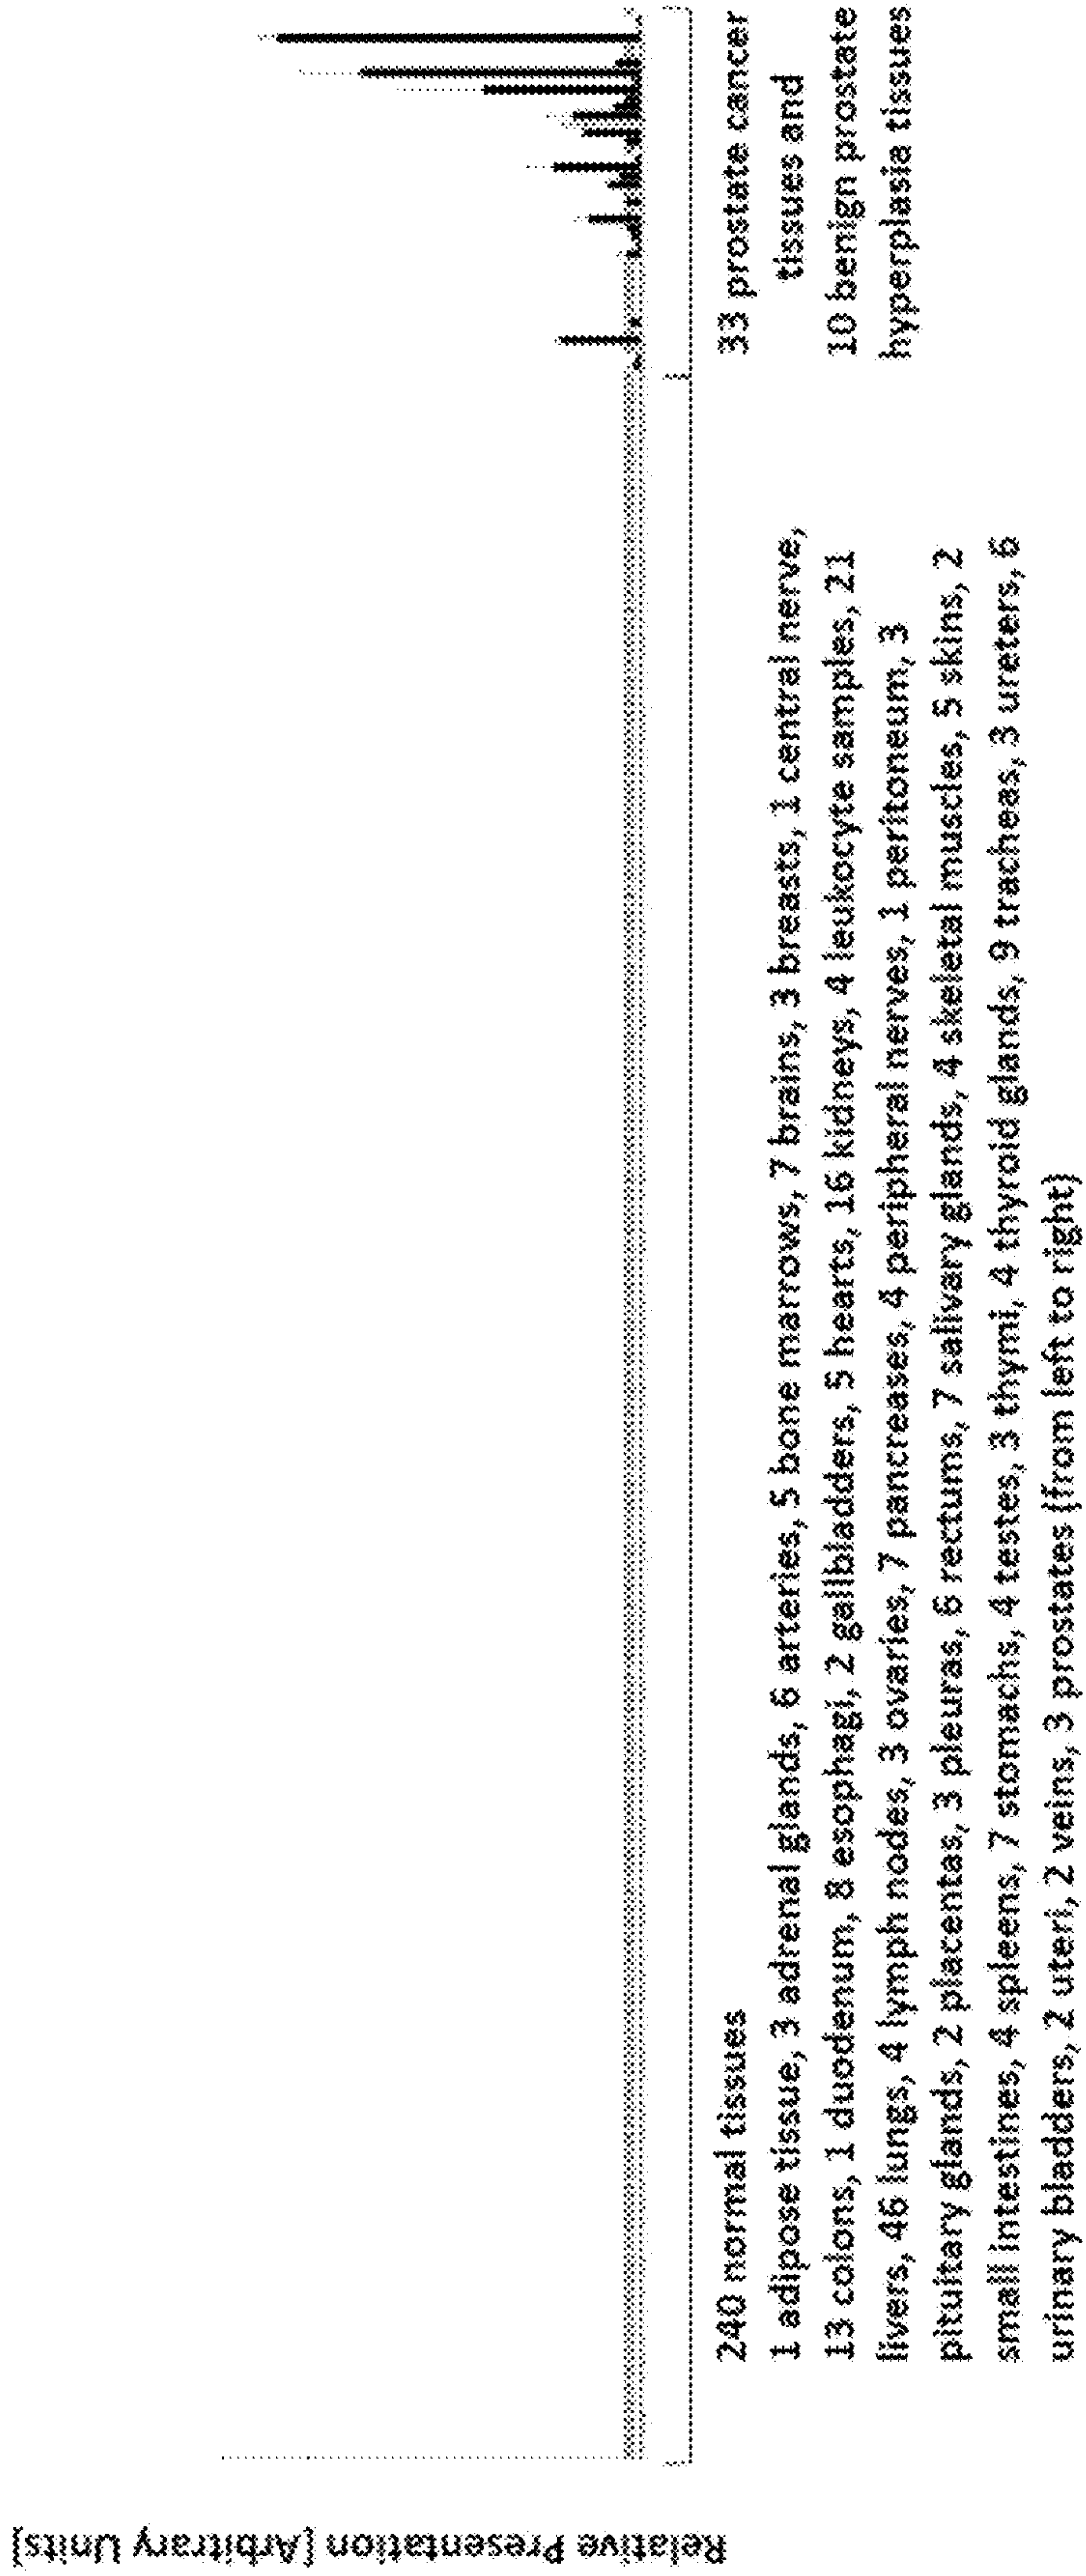 Relative Presentation [Arbitrary Units]
240 normal tissues
1 adipose tissue, 3 adrenal glands, 6 arteries, 5 bone marrows, 7 brains, 3 breasts, 1 central nerve,
13 colons, 1 duodenum, 8 esophagi, 2 gallbladders, 5 hearts, 16 kidneys, 4 leukocyte samples, 21
livers, 46 lungs, 4 lymph nodes, 3 ovaries, 7 pancreases, 4 peripheral nerves, 1 peritoneum, 3
pituitary glands, 2 placentas, 3 pleuras, 6 rectums, 7 salivary glands, 4 skeletal muscles, 5 skins, 2
small intestines, 4 spleens, 7 stomachs, 4 testes, 3 thymi, 4 thyroid glands, 9 tracheas, 3 ureters, 6
urinary bladders, 2 uteri, 2 veins, 3 prostates (from left to right)
33 prostate cancer
tissues and
10 benign prostate
hyperplasia tissues